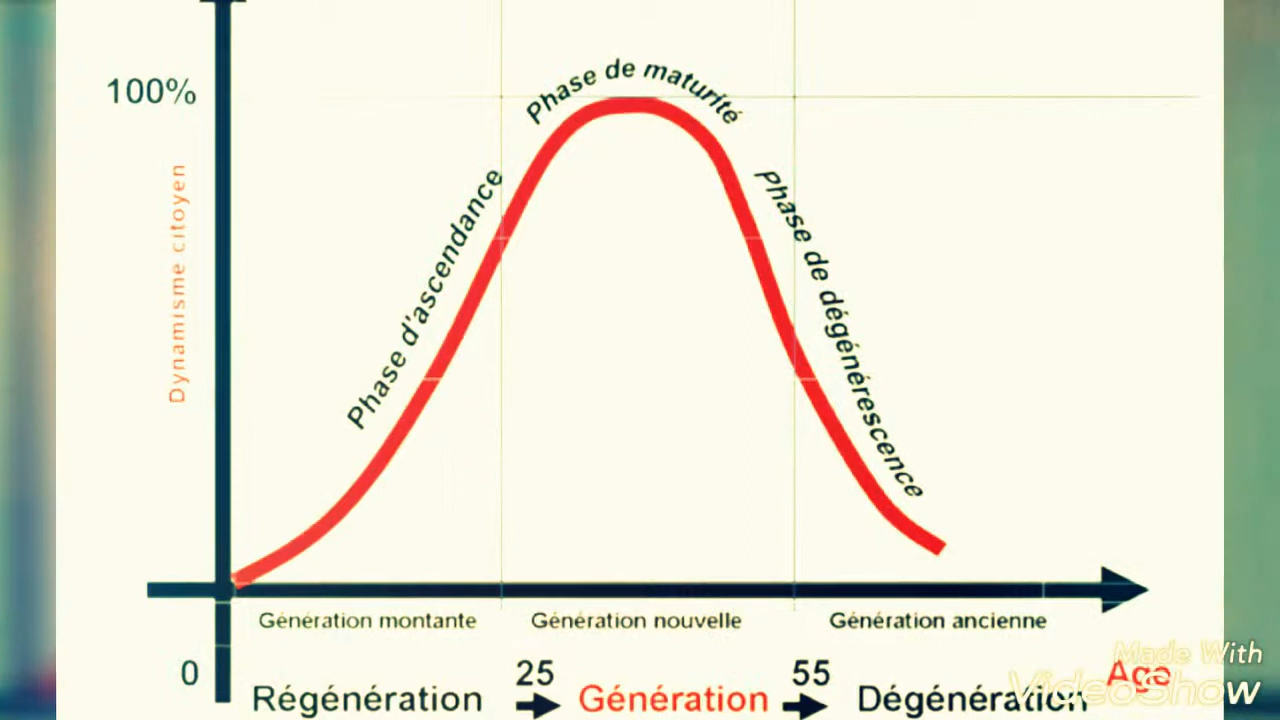 Phase de maturité
100%
Phase d'ascendance
Phase de dégénérescence
Dynamisme citoyen
Génération montante
Génération nouvelle
Génération ancienne
0
25
55
Age
Régénération
Génération
Dégénération
Made With
VideoShow